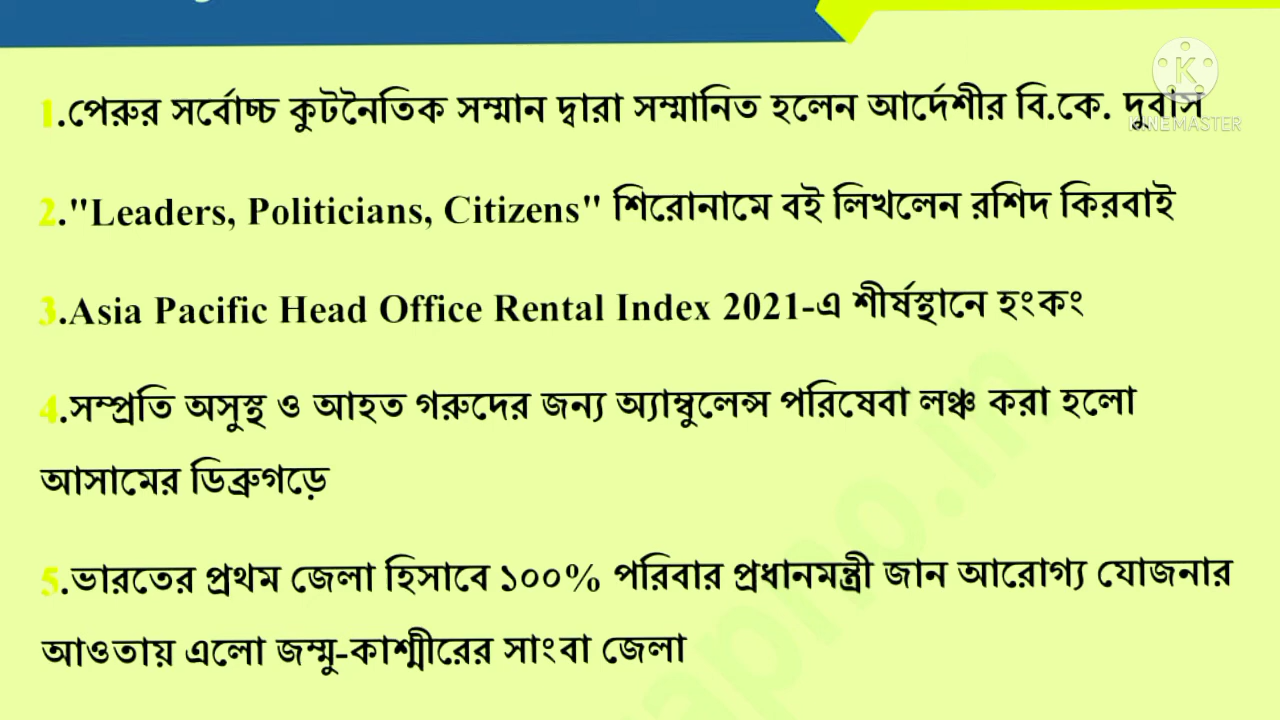 1.পেরুর সর্বোচ্চ কুটনৈতিক সম্মান দ্বারা সম্মানিত হলেন আর্দেশীর বি.কে. দুবাস
K
KINEMASTER
2."Leaders, Politicians, Citizens" শিরোনামে বই লিখলেন রশিদ কিরবাই
3.Asia Pacific Head Office Rental Index 2021-এ শীর্ষস্থানে হংকং
4.সম্প্রতি অসুস্থ ও আহত গরুদের জন্য অ্যাম্বুলেন্স পরিষেবা লঞ্চ করা হলো
আসামের ডিব্রুগড়ে
5.ভারতের প্রথম জেলা হিসাবে ১০০% পরিবার প্রধানমন্ত্রী জান আরোগ্য যোজনার
আওতায় এলো জম্মু-কাশ্মীরের সাংবা জেলা